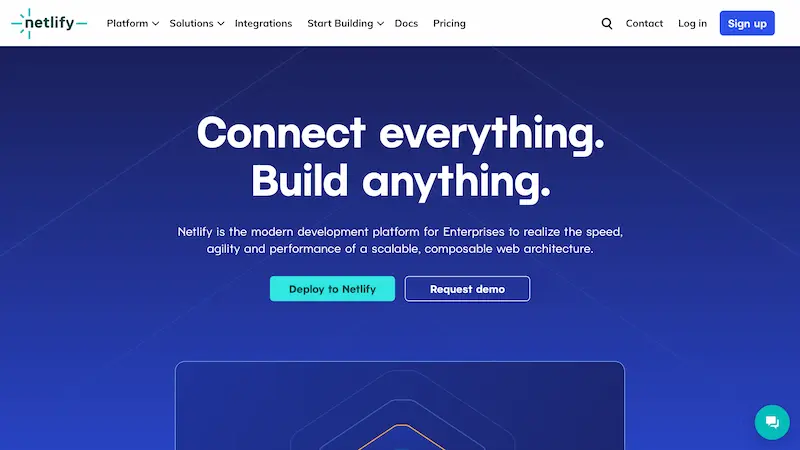 netlify
Platform
Solutions
Integrations
Start Building
Docs
Pricing
Contact
Log in
Sign up
Connect everything.
Build anything.
Netlify is the modern development platform for Enterprises to realize the speed,
agility and performance of a scalable, composable web architecture.
Deploy to Netlify
Request demo